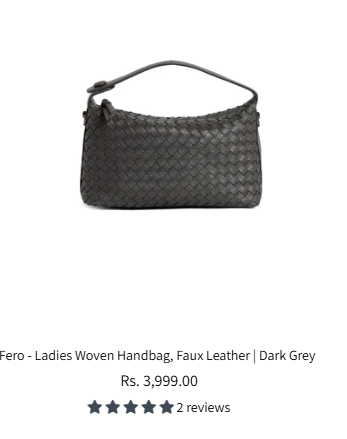 Fero - Ladies Woven Handbag, Faux Leather | Dark Grey
Rs. 3,999.00
2 reviews